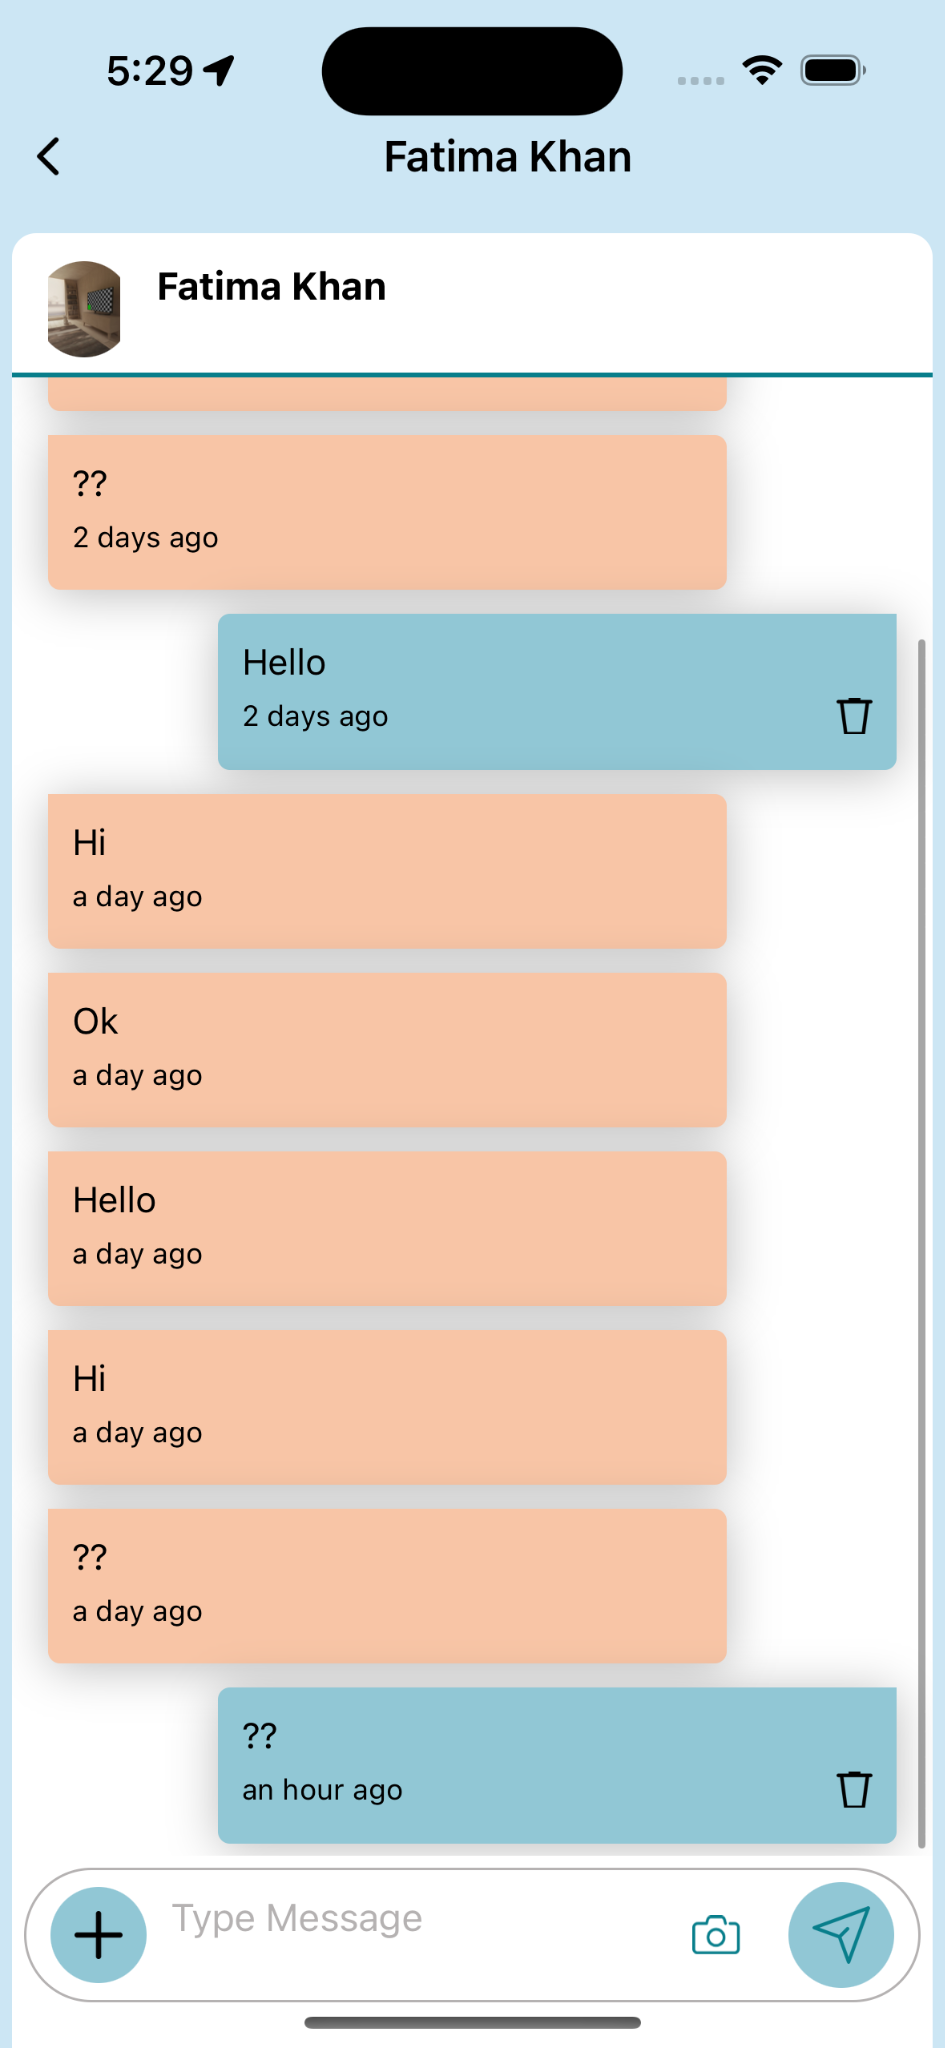 5:29
Fatima Khan
Fatima Khan
??
2 days ago
Hello
2 days ago
Hi
a day ago
Ok
a day ago
Hello
a day ago
Hi
a day ago
??
a day ago
??
an hour ago
Type Message